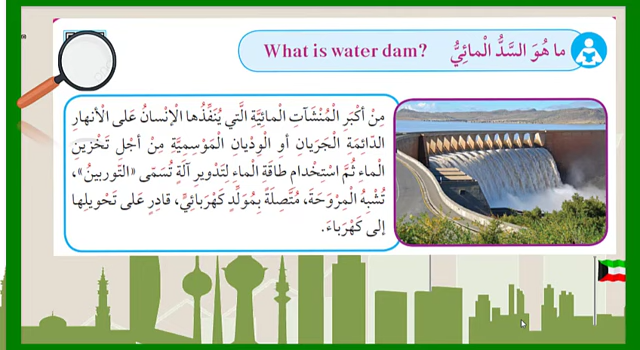 ما هُوَ السَّدُّ الْمائِيُّ What is water dam?
مِنْ أَكْبَرِ الْمُنْشَآتِ الْمائِيَّةِ الَّتي يُنَفِّذُها الْإِنْسانُ عَلى الْأَنْهارِ
الدّائِمَةِ الْجَرَيانِ أَوِ الْوِدْيانِ الْمَوْسِمِيَّةِ مِنْ أَجْلِ تَخْزينِ
الْماءِ ثُمَّ اسْتِخْدامِ طاقَةِ الْماءِ لِتَدْويرِ آلَةٍ تُسَمّى «التّوربينُ»،
تُشْبِهُ الْمِرْوَحَةَ، مُتَّصِلَةً بِمُوَلِّدٍ كَهْرَبائِيٍّ، قادِرٍ عَلى تَحْويلِها
إِلى كَهْرَباءَ.